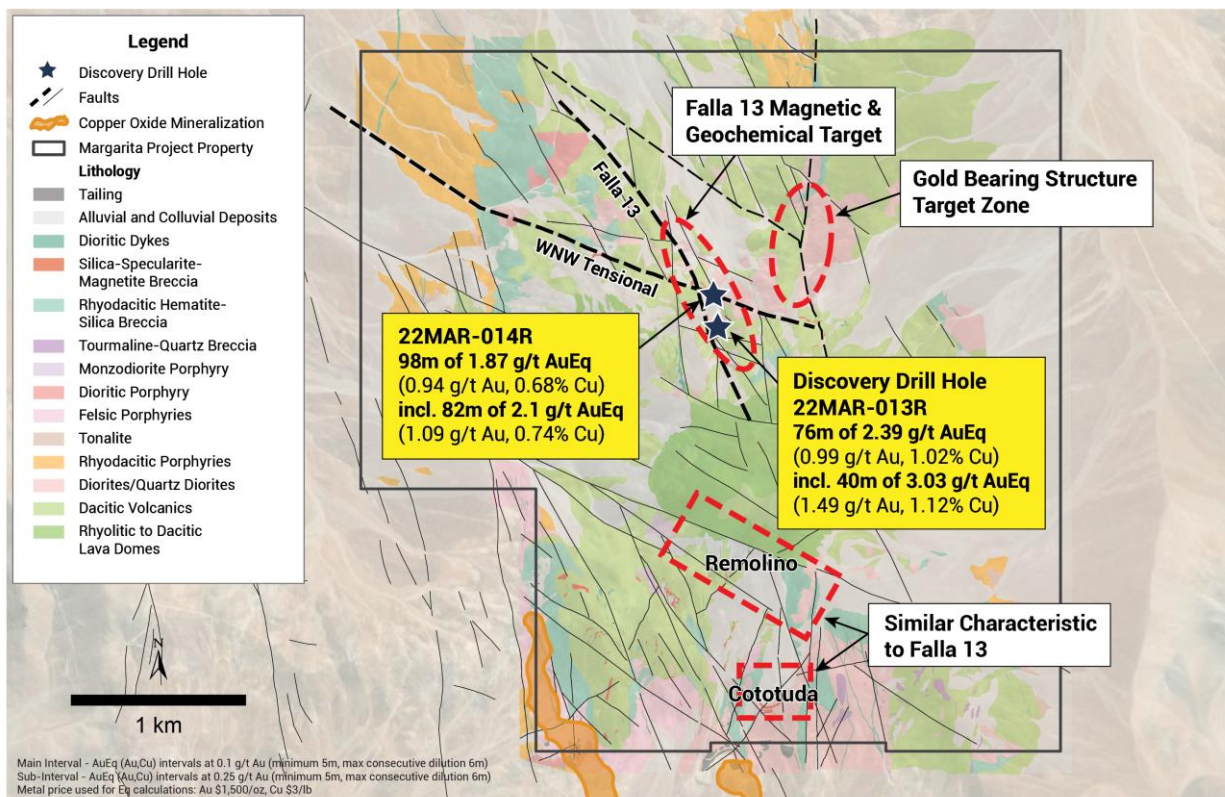 Legend
Discovery Drill Hole
Faults
Copper Oxide Mineralization
Margarita Project Property
Lithology
Tailing
Alluvial and Colluvial Deposits
Dioritic Dykes
Silica-Specularite-
Magnetite Breccia
Rhyodacitic Hematite-
Silica Breccia
Tourmaline-Quartz Breccia
Monzodiorite Porphyry
Dioritic Porphyry
Felsic Porphyries
Tonalite
Rhyodacitic Porphyries
Diorites/Quartz Diorites
Dacitic Volcanics
Rhyolitic to Dacitic
Lava Domes
Falla 13 Magnetic &
Geochemical Target
Gold Bearing Structure
Target Zone
Falla 13
WNW Tensional
22MAR-014R
98m of 1.87 g/t AuEq
(0.94 g/t Au, 0.68% Cu)
incl. 82m of 2.1 g/t AuEq
(1.09 g/t Au, 0.74% Cu)
Discovery Drill Hole
22MAR-013R
76m of 2.39 g/t AuEq
(0.99 g/t Au, 1.02% Cu)
incl. 40m of 3.03 g/t AuEq
(1.49 g/t Au, 1.12% Cu)
Remolino
Similar Characteristic
to Falla 13
Cototuda
N
1 km
Main Interval - AuEq (Au,Cu) intervals at 0.1 g/t Au (minimum 5m, max consecutive dilution 6m)
Sub-Interval - AuEq (Au,Cu) intervals at 0.25 g/t Au (minimum 5m, max consecutive dilution 6m)
Metal price used for Eq calculations: Au $1,500/oz, Cu $3/lb